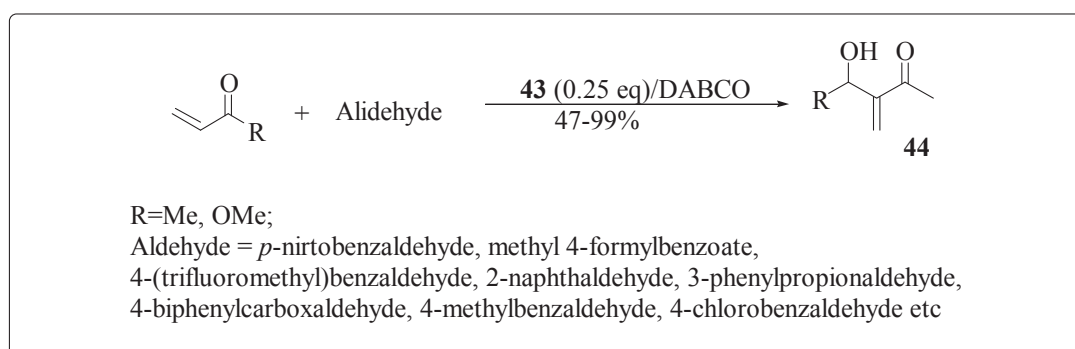 O
R
+ Alidehyde
43 (0.25 eq)/DABCO
47-99%
OH O
R
44
R=Me, OMe;
Aldehyde = p-nirtobenzaldehyde, methyl 4-formylbenzoate,
4-(trifluoromethyl)benzaldehyde, 2-naphthaldehyde, 3-phenylpropionaldehyde,
4-biphenylcarboxaldehyde, 4-methylbenzaldehyde, 4-chlorobenzaldehyde etc